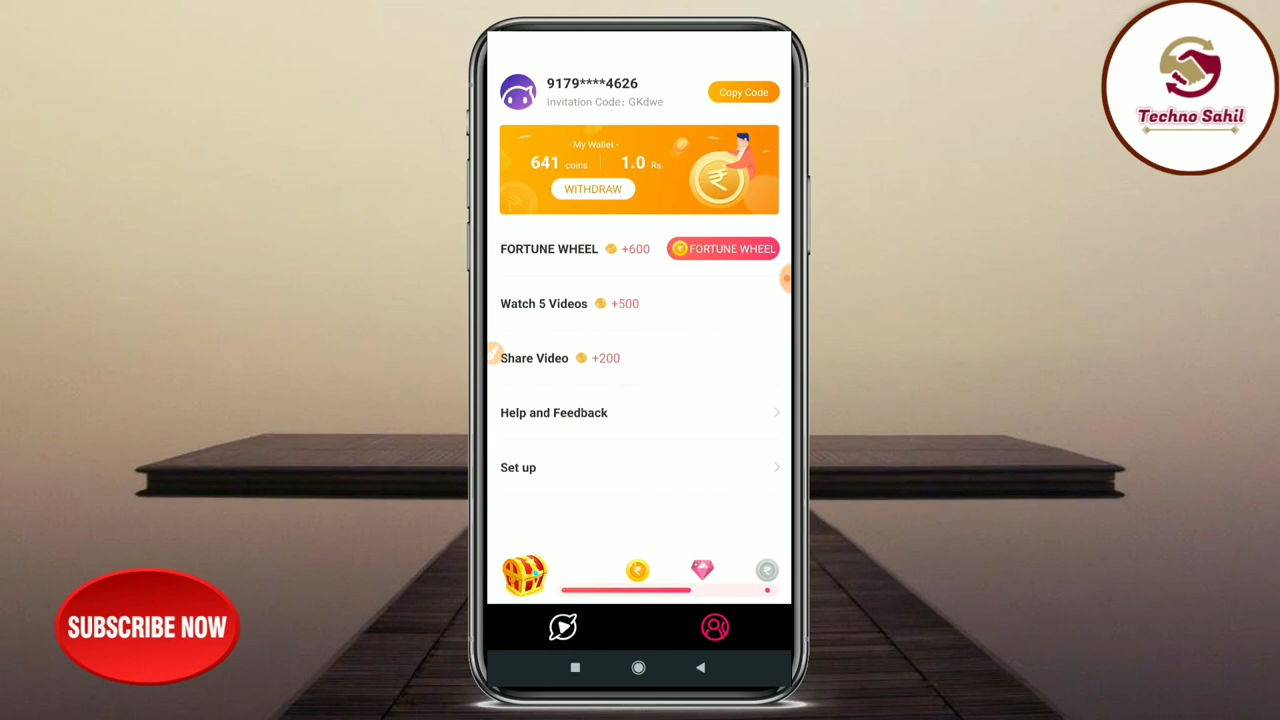 9179****4626
Invitation Code: GKdwe
Copy Code
- My Wallet -
641 coins | 1.0 Rs.
WITHDRAW
FORTUNE WHEEL +600
FORTUNE WHEEL
Watch 5 Videos +500
Share Video +200
Help and Feedback
Set up
Techno Sahil
SUBSCRIBE NOW